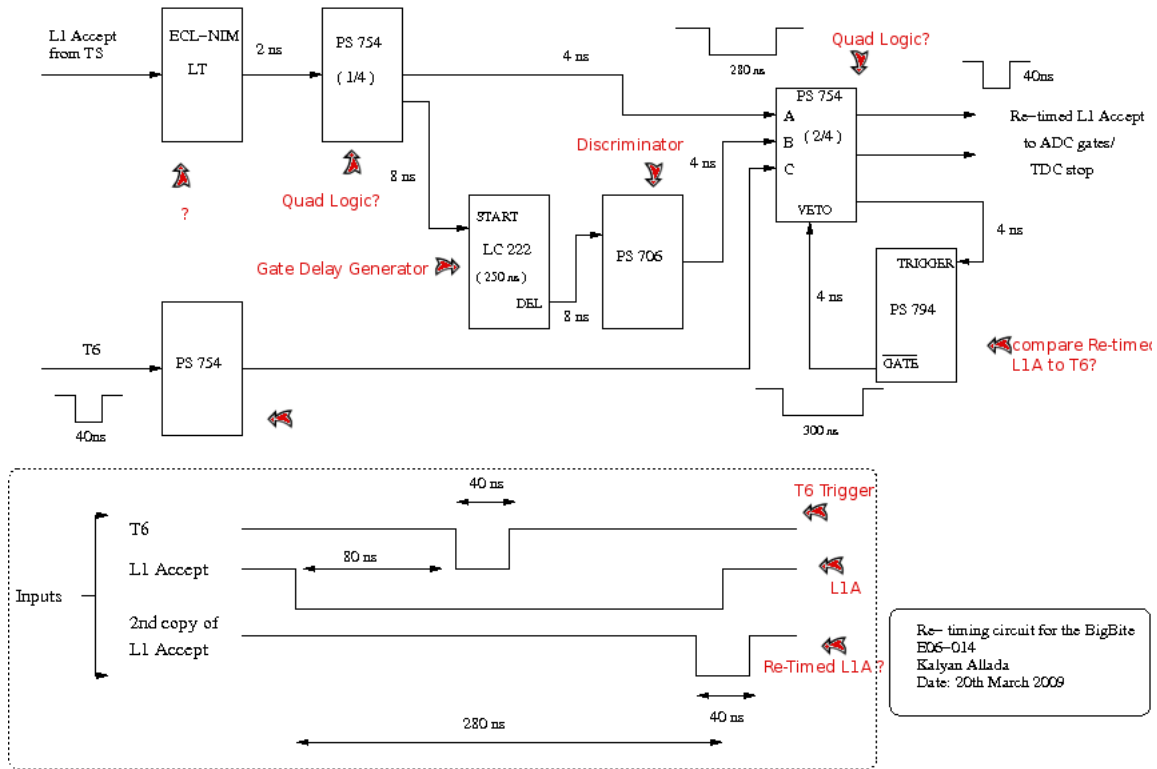 L1 Accept
from TS
ECL-NIM
LT
2 ns
PS 754
( 1/4 )
4 ns
280 ns
Quad Logic?
40ns
PS 754
A
B
C
(2/4)
VETO
Re-timed L1 Accept
to ADC gates/
TDC stop
?
Quad Logic?
8 ns
Discriminator
4 ns
START
LC 222
( 250 ns )
DEL
Gate Delay Generator
8 ns
PS 706
4 ns
4 ns
TRIGGER
PS 794
GATE
compare Re-timed
L1A to T6?
T6
40ns
PS 754
300 ns
40 ns
T6 Trigger
T6
80 ns
L1 Accept
L1A
Inputs
2nd copy of
L1 Accept
Re-Timed L1A ?
40 ns
280 ns
Re- timing circuit for the BigBite
E06-014
Kalyan Allada
Date: 20th March 2009